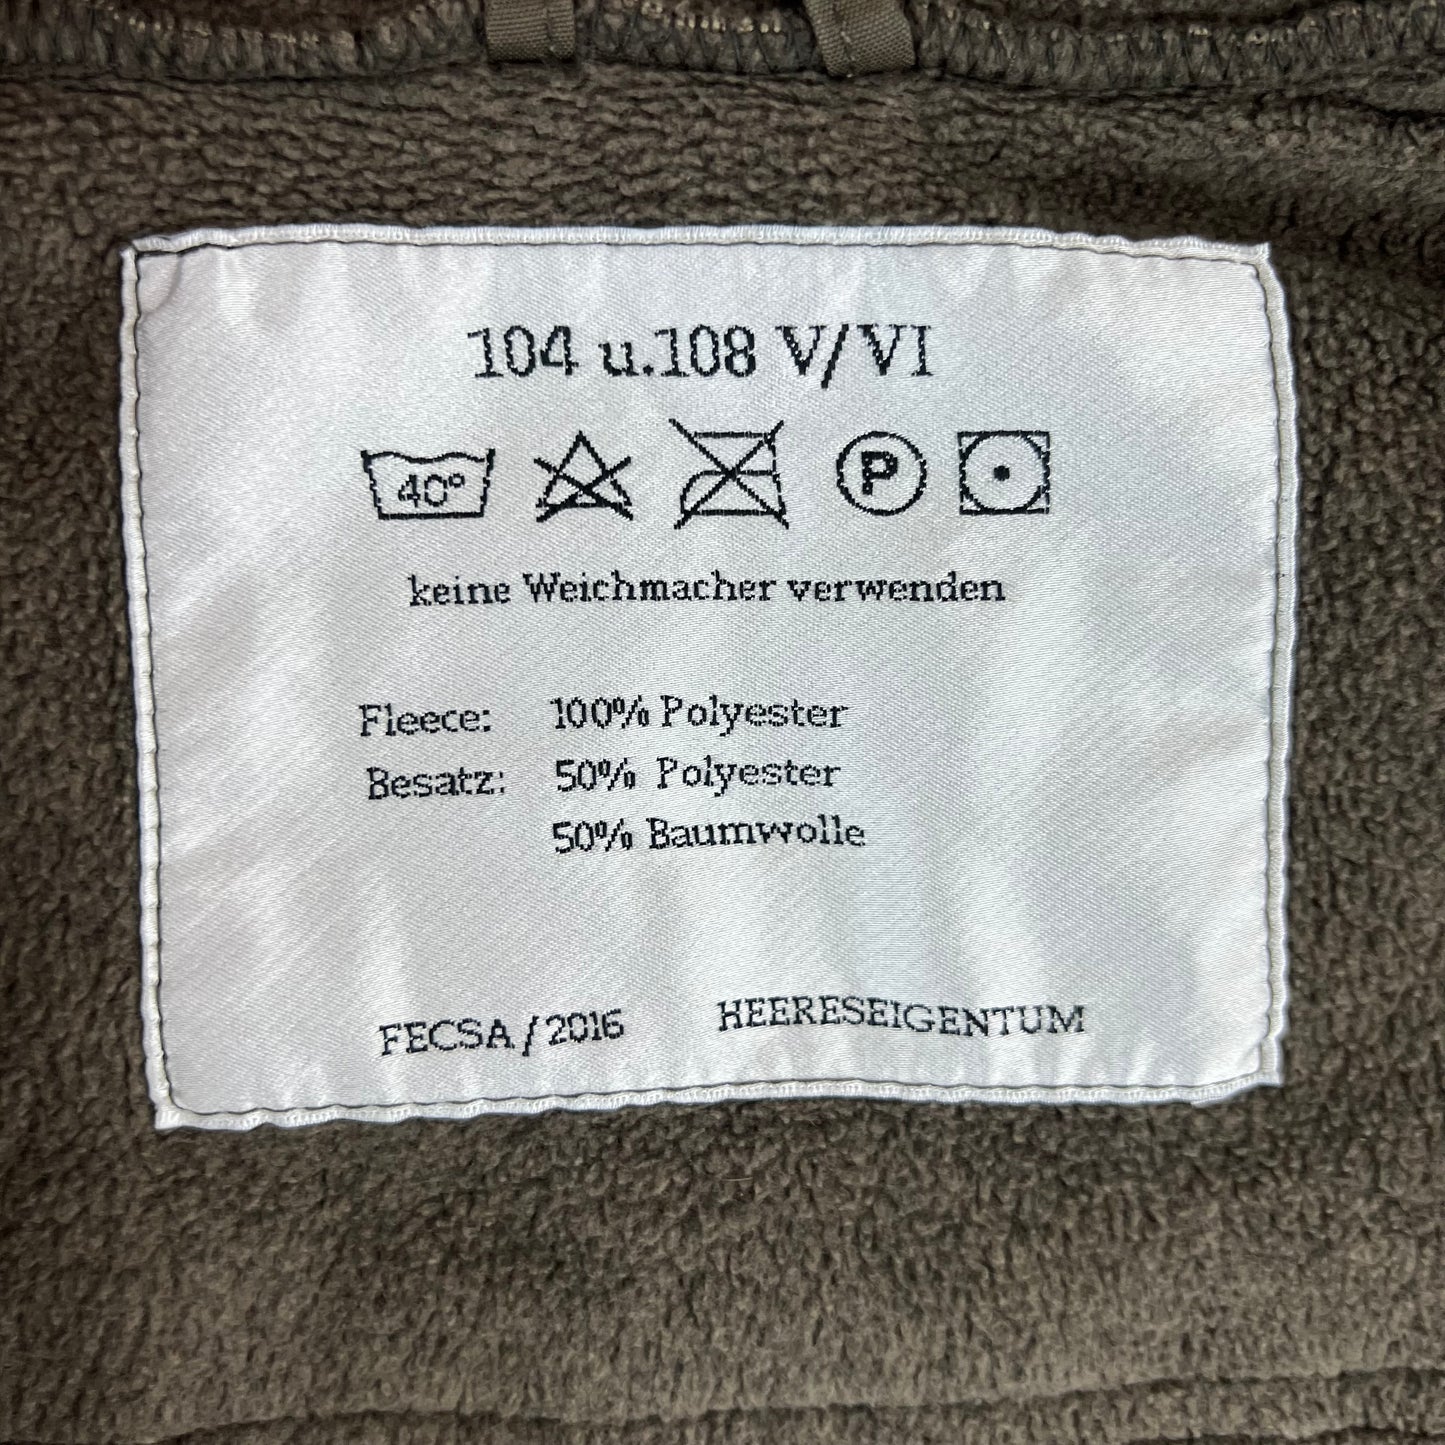 104 u.108 V/VI
40° P
keine Weichmacher verwenden
Fleece: 100% Polyester
Besatz: 50% Polyester
50% Baumwolle
FECSA/2016 HEERESEIGENTUM